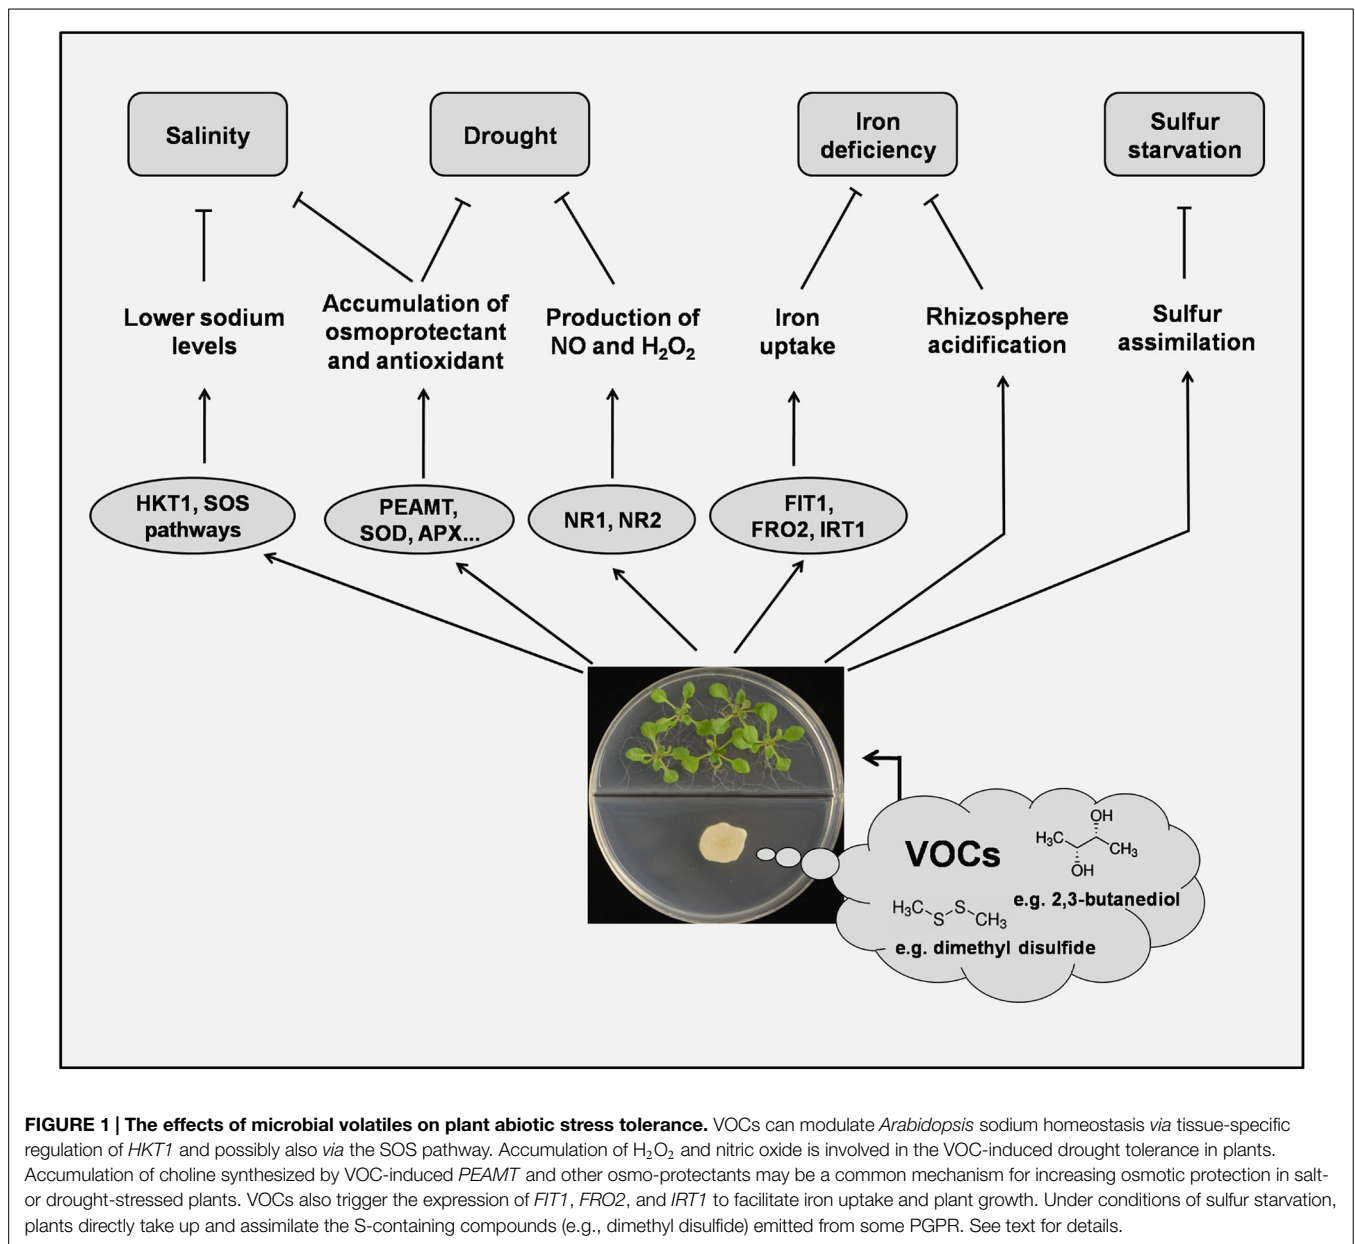 Salinity
Drought
Iron
deficiency
Sulfur
starvation
Lower sodium
levels
Accumulation of
osmoprotectant
and antioxidant
Production of
NO and H₂O₂
Iron
uptake
Rhizosphere
acidification
Sulfur
assimilation
HKT1, SOS
pathways
PEAMT,
SOD, APX...
NR1, NR2
FIT1,
FRO2, IRT1
VOCs
OH
H₃C
CH₃
OH
e.g. 2,3-butanediol
H₃C
S
S
CH₃
e.g. dimethyl disulfide
FIGURE 1 | The effects of microbial volatiles on plant abiotic stress tolerance. VOCs can modulate Arabidopsis sodium homeostasis via tissue-specific
regulation of HKT1 and possibly also via the SOS pathway. Accumulation of H₂O₂ and nitric oxide is involved in the VOC-induced drought tolerance in plants.
Accumulation of choline synthesized by VOC-induced PEAMT and other osmo-protectants may be a common mechanism for increasing osmotic protection in salt-
or drought-stressed plants. VOCs also trigger the expression of FIT1, FRO2, and IRT1 to facilitate iron uptake and plant growth. Under conditions of sulfur starvation,
plants directly take up and assimilate the S-containing compounds (e.g., dimethyl disulfide) emitted from some PGPR. See text for details.